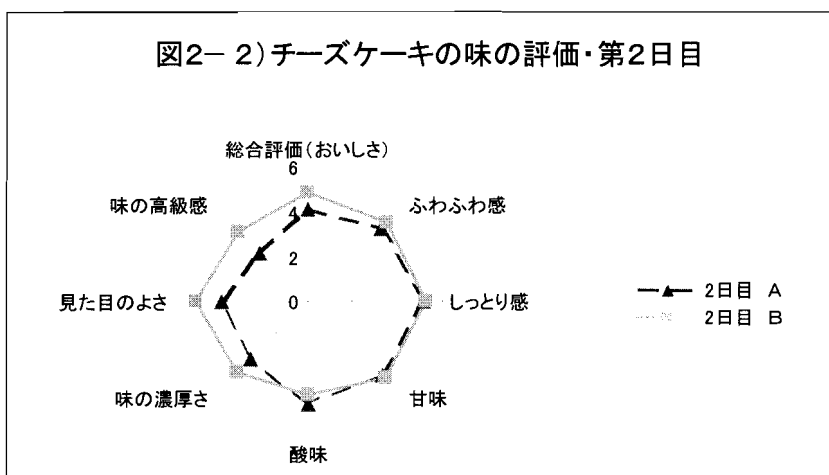 図2－2)チーズケーキの味の評価・第2日目
総合評価(おいしさ)
6
味の高級感
ふわふわ感
4
2
見た目のよさ
0
しっとり感
2日目 A
2日目 B
味の濃厚さ
甘味
酸味